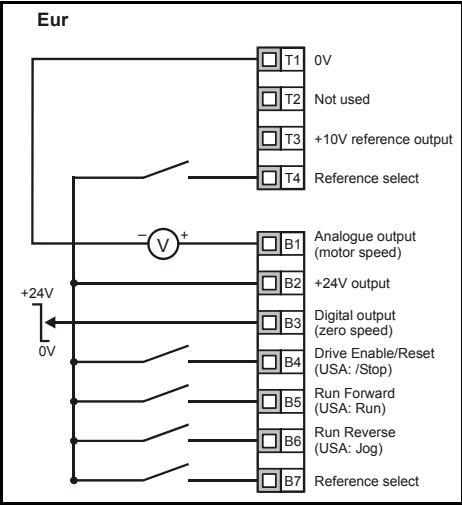 Eur
T1 0V
T2 Not used
T3 +10V reference output
T4 Reference select
– V +
B1 Analogue output
(motor speed)
B2 +24V output
+24V
0V
B3 Digital output
(zero speed)
B4 Drive Enable/Reset
(USA: /Stop)
B5 Run Forward
(USA: Run)
B6 Run Reverse
(USA: Jog)
B7 Reference select